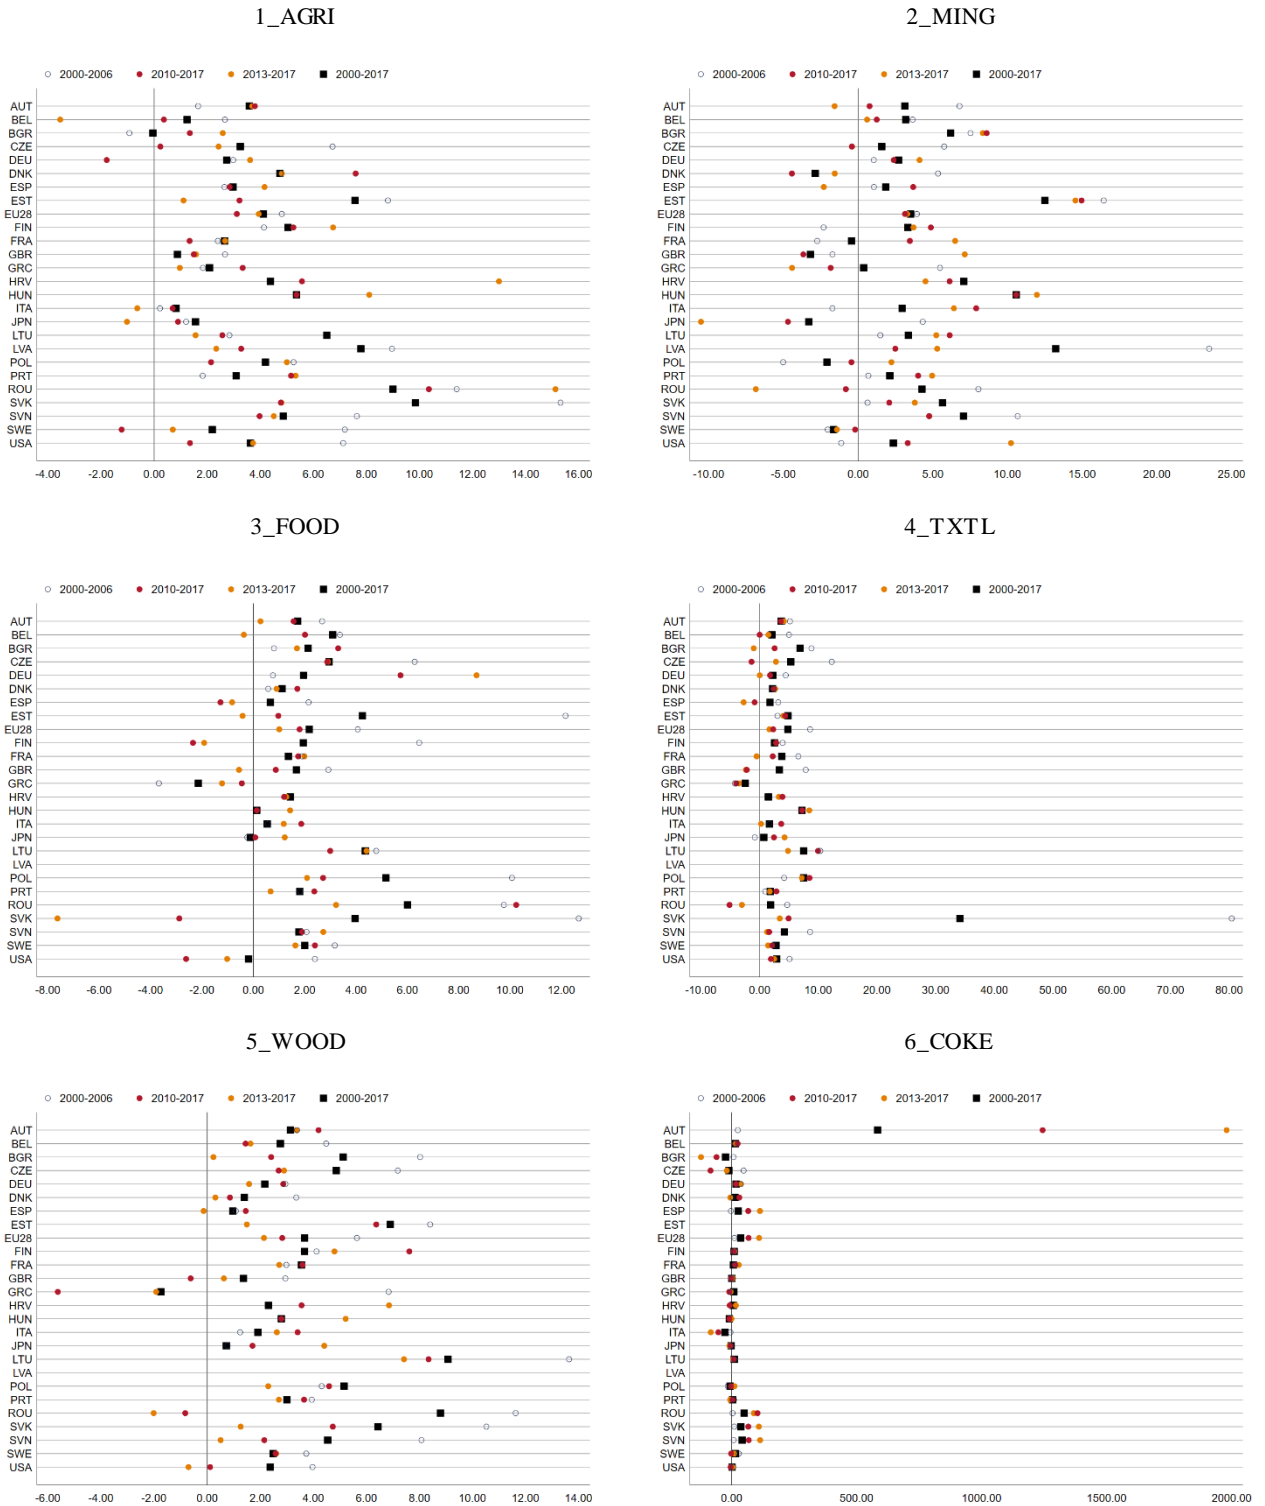 1_AGRI
2000-2006 2010-2017 2013-2017 2000-2017
AUT
BEL
BGR
CZE
DEU
DNK
ESP
EST
EU28
FIN
FRA
GBR
GRC
HRV
HUN
ITA
JPN
LTU
LVA
POL
PRT
ROU
SVK
SVN
SWE
USA
-4.00 -2.00 0.00 2.00 4.00 6.00 8.00 10.00 12.00 14.00 16.00
2_MING
2000-2006 2010-2017 2013-2017 2000-2017
AUT
BEL
BGR
CZE
DEU
DNK
ESP
EST
EU28
FIN
FRA
GBR
GRC
HRV
HUN
ITA
JPN
LTU
LVA
POL
PRT
ROU
SVK
SVN
SWE
USA
-10.00 -5.00 0.00 5.00 10.00 15.00 20.00 25.00
3_FOOD
2000-2006 2010-2017 2013-2017 2000-2017
AUT
BEL
BGR
CZE
DEU
DNK
ESP
EST
EU28
FIN
FRA
GBR
GRC
HRV
HUN
ITA
JPN
LTU
LVA
POL
PRT
ROU
SVK
SVN
SWE
USA
-8.00 -6.00 -4.00 -2.00 0.00 2.00 4.00 6.00 8.00 10.00 12.00
4_TXTL
2000-2006 2010-2017 2013-2017 2000-2017
AUT
BEL
BGR
CZE
DEU
DNK
ESP
EST
EU28
FIN
FRA
GBR
GRC
HRV
HUN
ITA
JPN
LTU
LVA
POL
PRT
ROU
SVK
SVN
SWE
USA
-10.00 0.00 10.00 20.00 30.00 40.00 50.00 60.00 70.00 80.00
5_WOOD
2000-2006 2010-2017 2013-2017 2000-2017
AUT
BEL
BGR
CZE
DEU
DNK
ESP
EST
EU28
FIN
FRA
GBR
GRC
HRV
HUN
ITA
JPN
LTU
LVA
POL
PRT
ROU
SVK
SVN
SWE
USA
-6.00 -4.00 -2.00 0.00 2.00 4.00 6.00 8.00 10.00 12.00 14.00
6_COKE
2000-2006 2010-2017 2013-2017 2000-2017
AUT
BEL
BGR
CZE
DEU
DNK
ESP
EST
EU28
FIN
FRA
GBR
GRC
HRV
HUN
ITA
JPN
LTU
LVA
POL
PRT
ROU
SVK
SVN
SWE
USA
0.00 500.00 1000.00 1500.00 2000.00